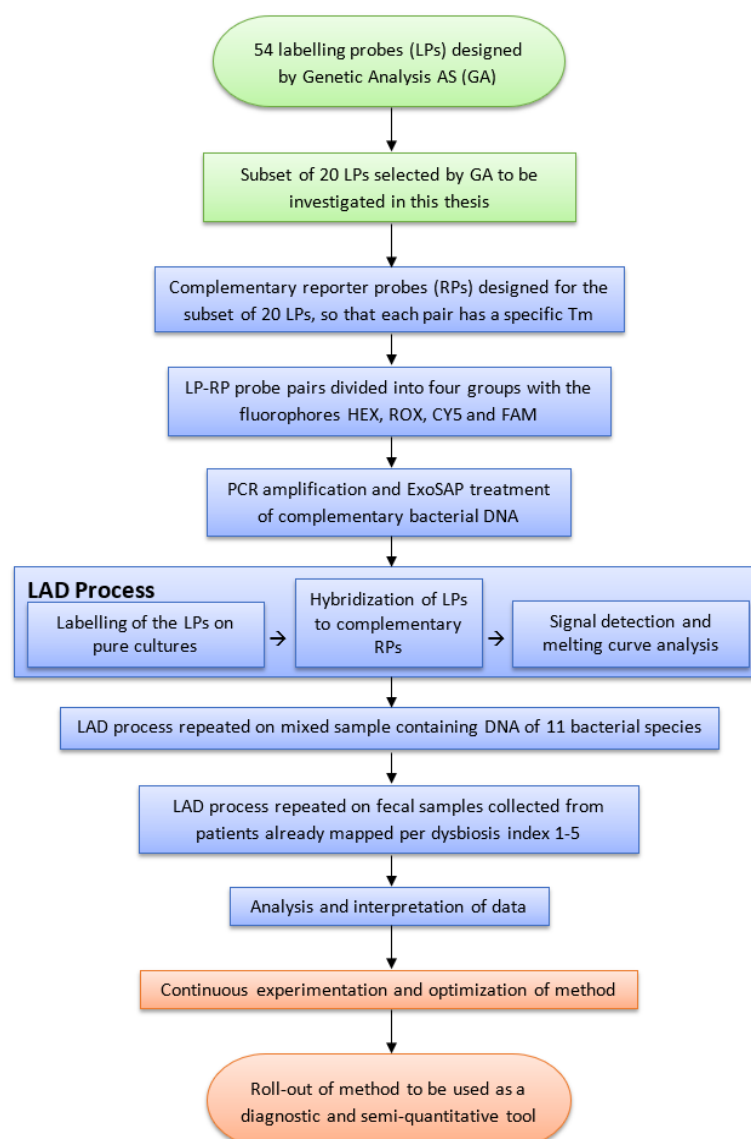 54 labelling probes (LPs) designed
by Genetic Analysis AS (GA)
Subset of 20 LPs selected by GA to be
investigated in this thesis
Complementary reporter probes (RPs) designed for the
subset of 20 LPs, so that each pair has a specific Tm
LP-RP probe pairs divided into four groups with the
fluorophores HEX, ROX, CY5 and FAM
PCR amplification and ExoSAP treatment
of complementary bacterial DNA
LAD Process
Labelling of the LPs on
pure cultures
Hybridization of LPs
to complementary
RPs
Signal detection and
melting curve analysis
LAD process repeated on mixed sample containing DNA of 11 bacterial species
LAD process repeated on fecal samples collected from
patients already mapped per dysbiosis index 1-5
Analysis and interpretation of data
Continuous experimentation and optimization of method
Roll-out of method to be used as a
diagnostic and semi-quantitative tool